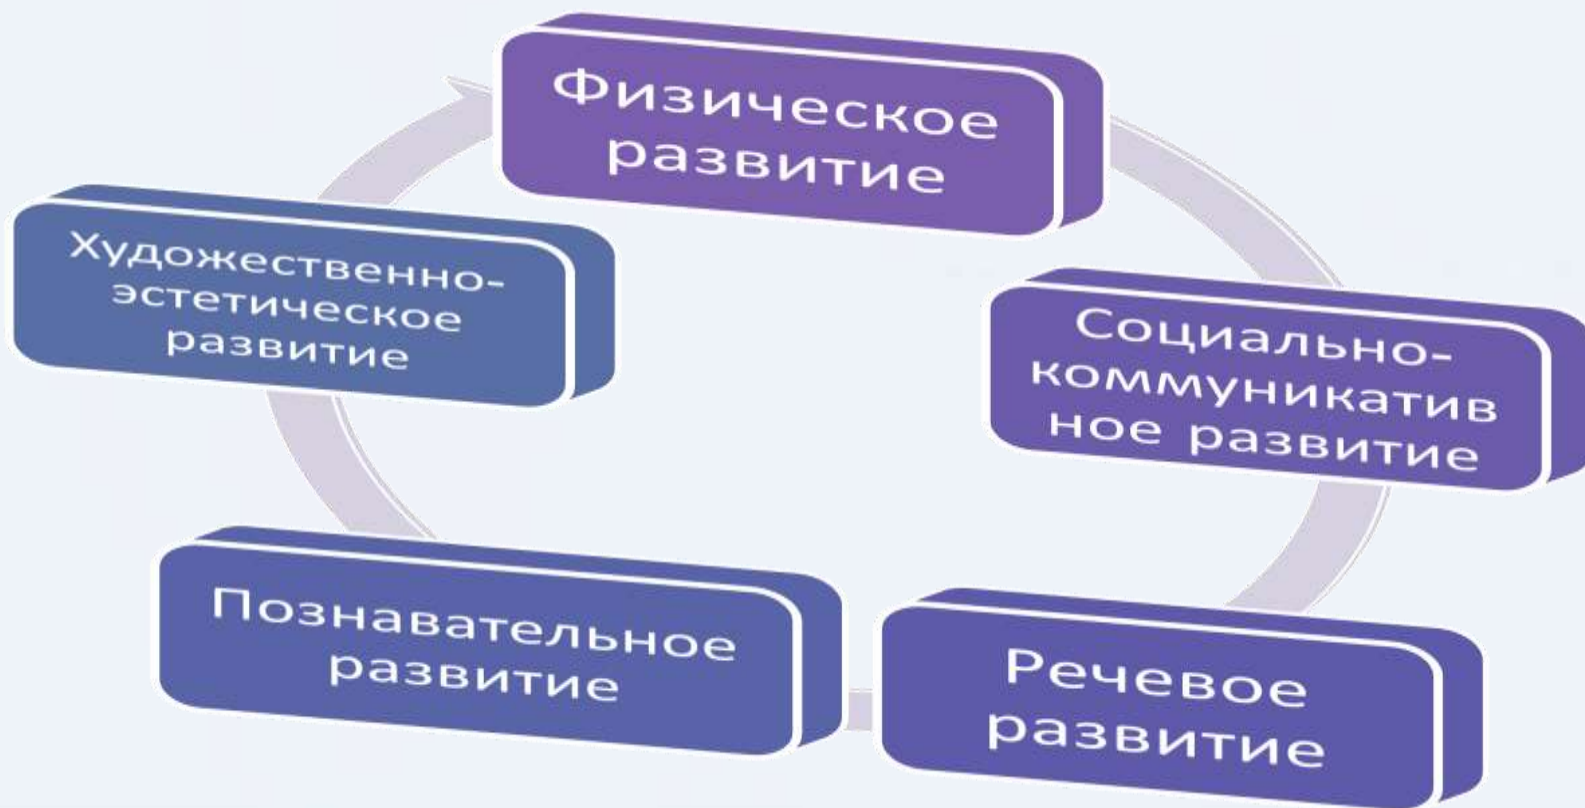 Физическое
развитие
Социально-
коммуникатив
ное развитие
Речевое
развитие
Познавательное
развитие
Художественно-
эстетическое
развитие